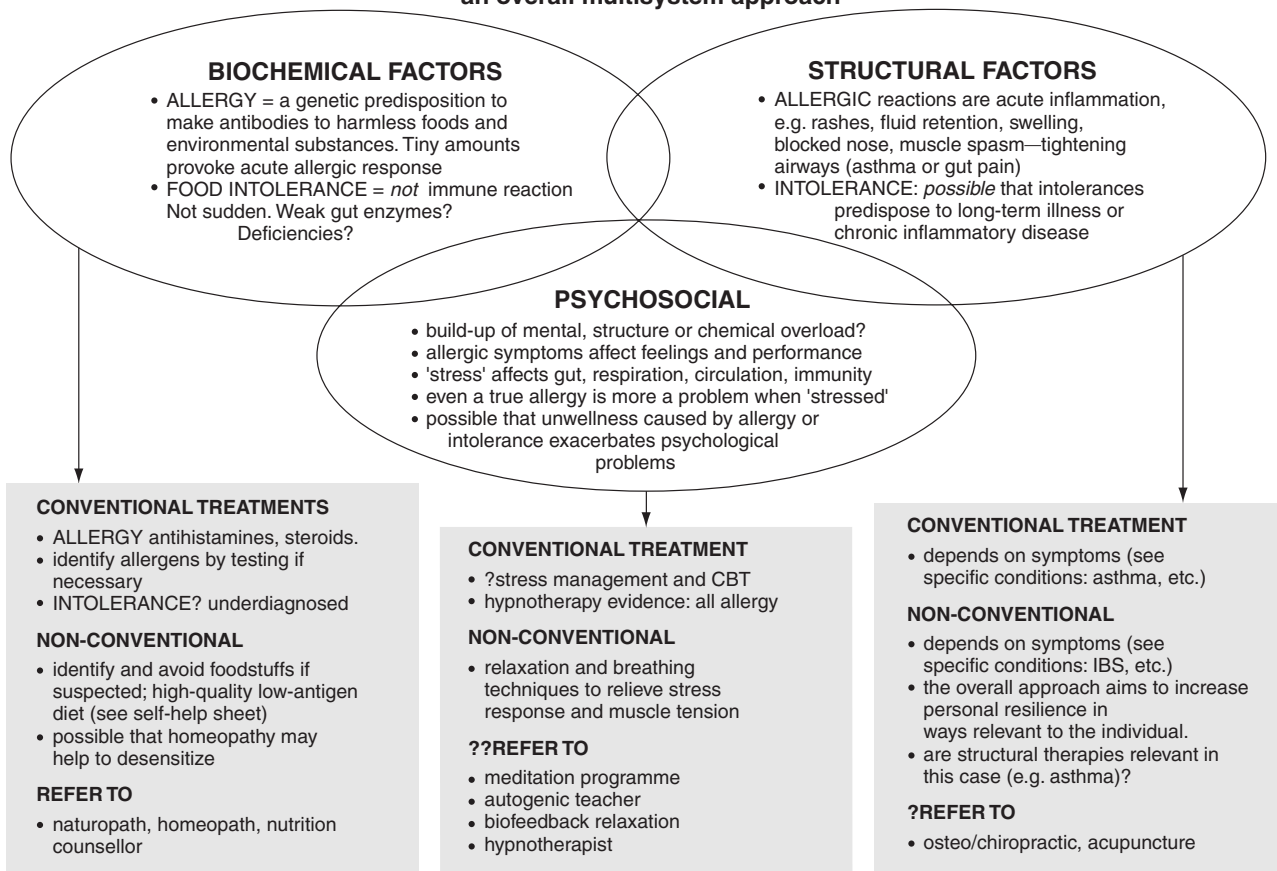 an overall multisystem approach
BIOCHEMICAL FACTORS
• ALLERGY = a genetic predisposition to
make antibodies to harmless foods and
environmental substances. Tiny amounts
provoke acute allergic response
• FOOD INTOLERANCE = not immune reaction
Not sudden. Weak gut enzymes?
Deficiencies?
STRUCTURAL FACTORS
• ALLERGIC reactions are acute inflammation,
e.g. rashes, fluid retention, swelling,
blocked nose, muscle spasm—tightening
airways (asthma or gut pain)
• INTOLERANCE: possible that intolerances
predispose to long-term illness or
chronic inflammatory disease
PSYCHOSOCIAL
• build-up of mental, structure or chemical overload?
• allergic symptoms affect feelings and performance
• 'stress' affects gut, respiration, circulation, immunity
• even a true allergy is more a problem when 'stressed'
• possible that unwellness caused by allergy or
intolerance exacerbates psychological
problems
CONVENTIONAL TREATMENTS
• ALLERGY antihistamines, steroids.
• identify allergens by testing if
necessary
• INTOLERANCE? underdiagnosed
NON-CONVENTIONAL
• identify and avoid foodstuffs if
suspected; high-quality low-antigen
diet (see self-help sheet)
• possible that homeopathy may
help to desensitize
REFER TO
• naturopath, homeopath, nutrition
counsellor
CONVENTIONAL TREATMENT
• ?stress management and CBT
• hypnotherapy evidence: all allergy
NON-CONVENTIONAL
• relaxation and breathing
techniques to relieve stress
response and muscle tension
??REFER TO
• meditation programme
• autogenic teacher
• biofeedback relaxation
• hypnotherapist
CONVENTIONAL TREATMENT
• depends on symptoms (see
specific conditions: asthma, etc.)
NON-CONVENTIONAL
• depends on symptoms (see
specific conditions: IBS, etc.)
• the overall approach aims to increase
personal resilience in
ways relevant to the individual.
• are structural therapies relevant in
this case (e.g. asthma)?
?REFER TO
• osteo/chiropractic, acupuncture